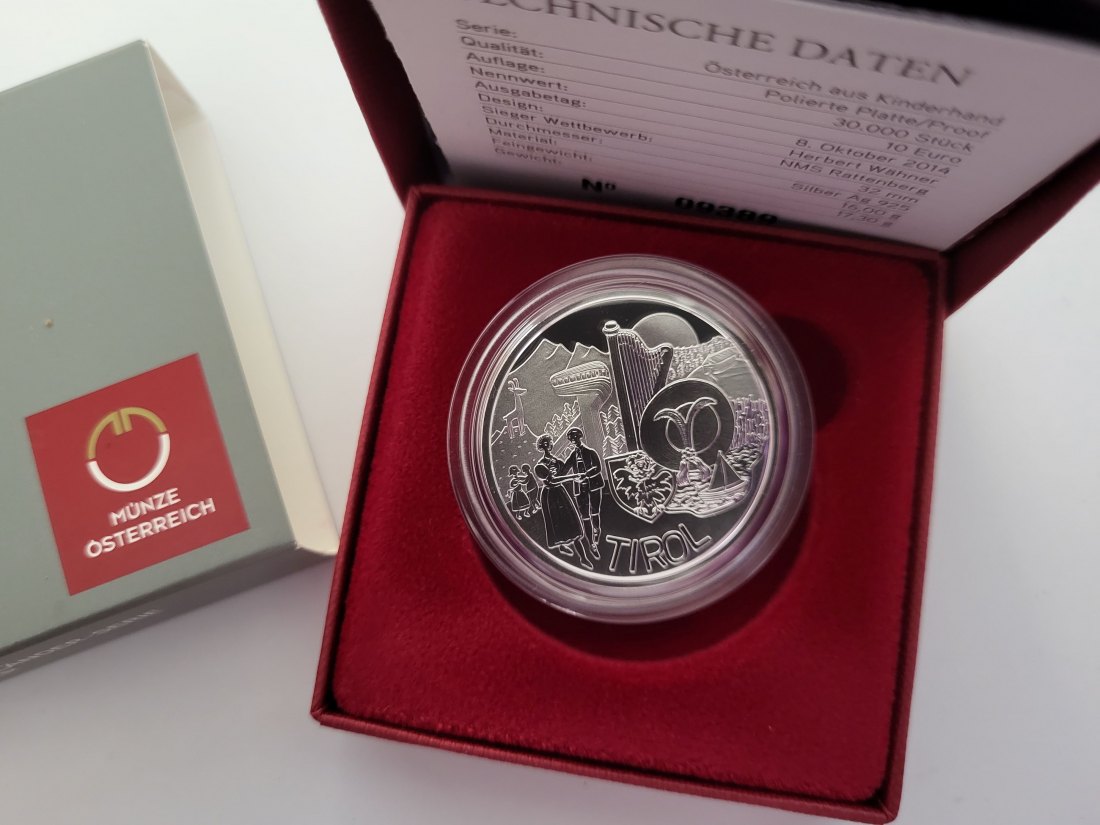 TECHNISCHE DATEN
Serie: Österreich aus Kinderhand
Qualität: Polierte Platte/Proof
Auflage: 30.000 Stück
Nennwert: 10 Euro
Ausgabetag: 8. Oktober 2014
Design: Herbert Wähner
Sieger Wettbewerb: NMS Rattenberg
Durchmesser: 32 mm
Material: Silber Ag 925
Feingewicht: 16,00 g
Gewicht: 17,30 g
Nº
TIROL
MÜNZE
ÖSTERREICH